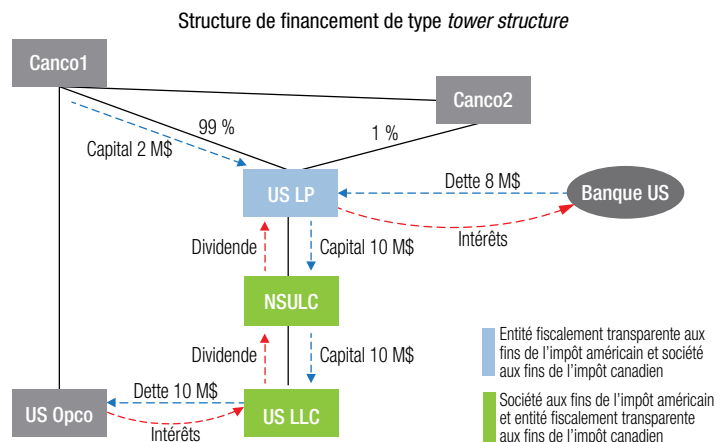 Structure de financement de type tower structure
Canco1
Canco2
99 %
1 %
Capital 2 M$
US LP
Dette 8 M$
Banque US
Intérêts
Dividende
Capital 10 M$
NSULC
Dividende
Capital 10 M$
Dette 10 M$
US Opco
US LLC
Intérêts
Entité fiscalement transparente aux
fins de l'impôt américain et société
aux fins de l'impôt canadien
Société aux fins de l'impôt américain
et entité fiscalement transparente
aux fins de l'impôt canadien